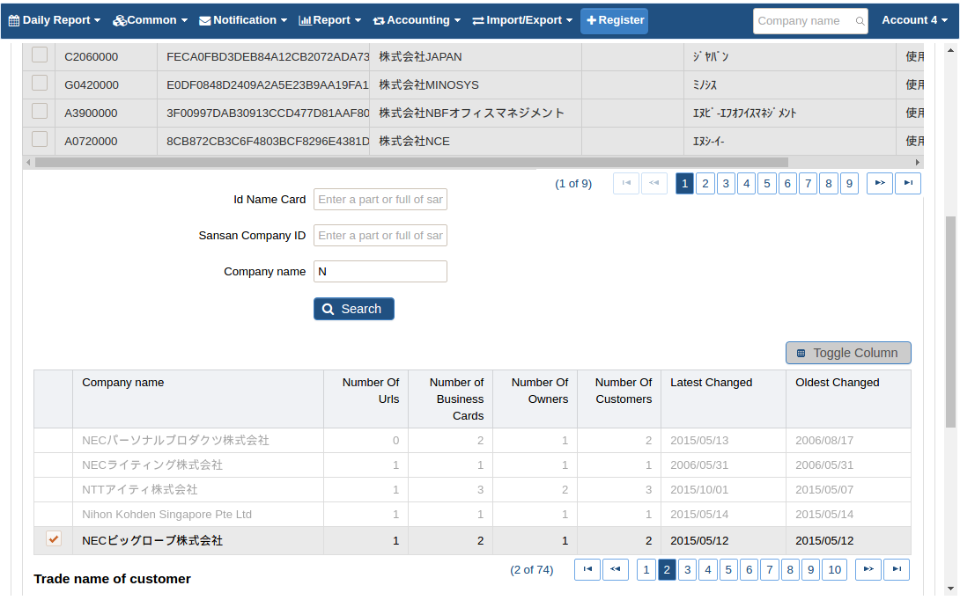 Daily Report Common Notification Report Accounting Import/Export Register Company name Account 4
C2060000 FECA0FBD3DEB84A12CB2072ADA73 株式会社JAPAN ｼﾞﾔﾊﾟﾝ 使用
G0420000 E0DF0848D2409A2A5E23B9AA19FA1 株式会社MINOSYS ﾐﾉｼｽ 使用
A3900000 3F00997DAB30913CCD477D81AAF80 株式会社NBFオフィスマネジメント ｴﾇﾋﾞ-ｴﾌｵﾌｲｽﾏﾈｼﾞﾒﾝﾄ 使用
A0720000 8CB872CB3C6F4803BCF8296E4381D 株式会社NCE ｴﾇｼ-ｲ- 使用
(1 of 9) 1 2 3 4 5 6 7 8 9
Id Name Card Enter a part or full of sar
Sansan Company ID Enter a part or full of sar
Company name N
Search
Toggle Column
Company name Number Of Urls Number of Business Cards Number Of Owners Number Of Customers Latest Changed Oldest Changed
NECパーソナルプロダクツ株式会社 0 2 1 2 2015/05/13 2006/08/17
NECライティング株式会社 1 1 1 1 2006/05/31 2006/05/31
NTTアイティ株式会社 1 3 2 3 2015/10/01 2015/05/07
Nihon Kohden Singapore Pte Ltd 1 1 1 1 2015/05/14 2015/05/14
NECビッグローブ株式会社 1 2 1 2 2015/05/12 2015/05/12
(2 of 74) 1 2 3 4 5 6 7 8 9 10
Trade name of customer